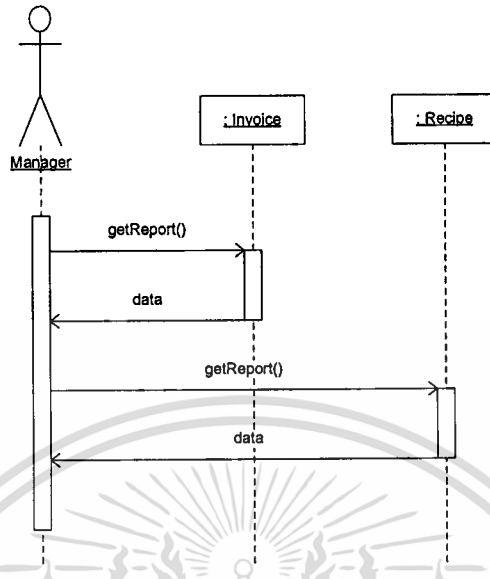 : Invoice
: Recipe
Manager
getReport()
data
getReport()
data